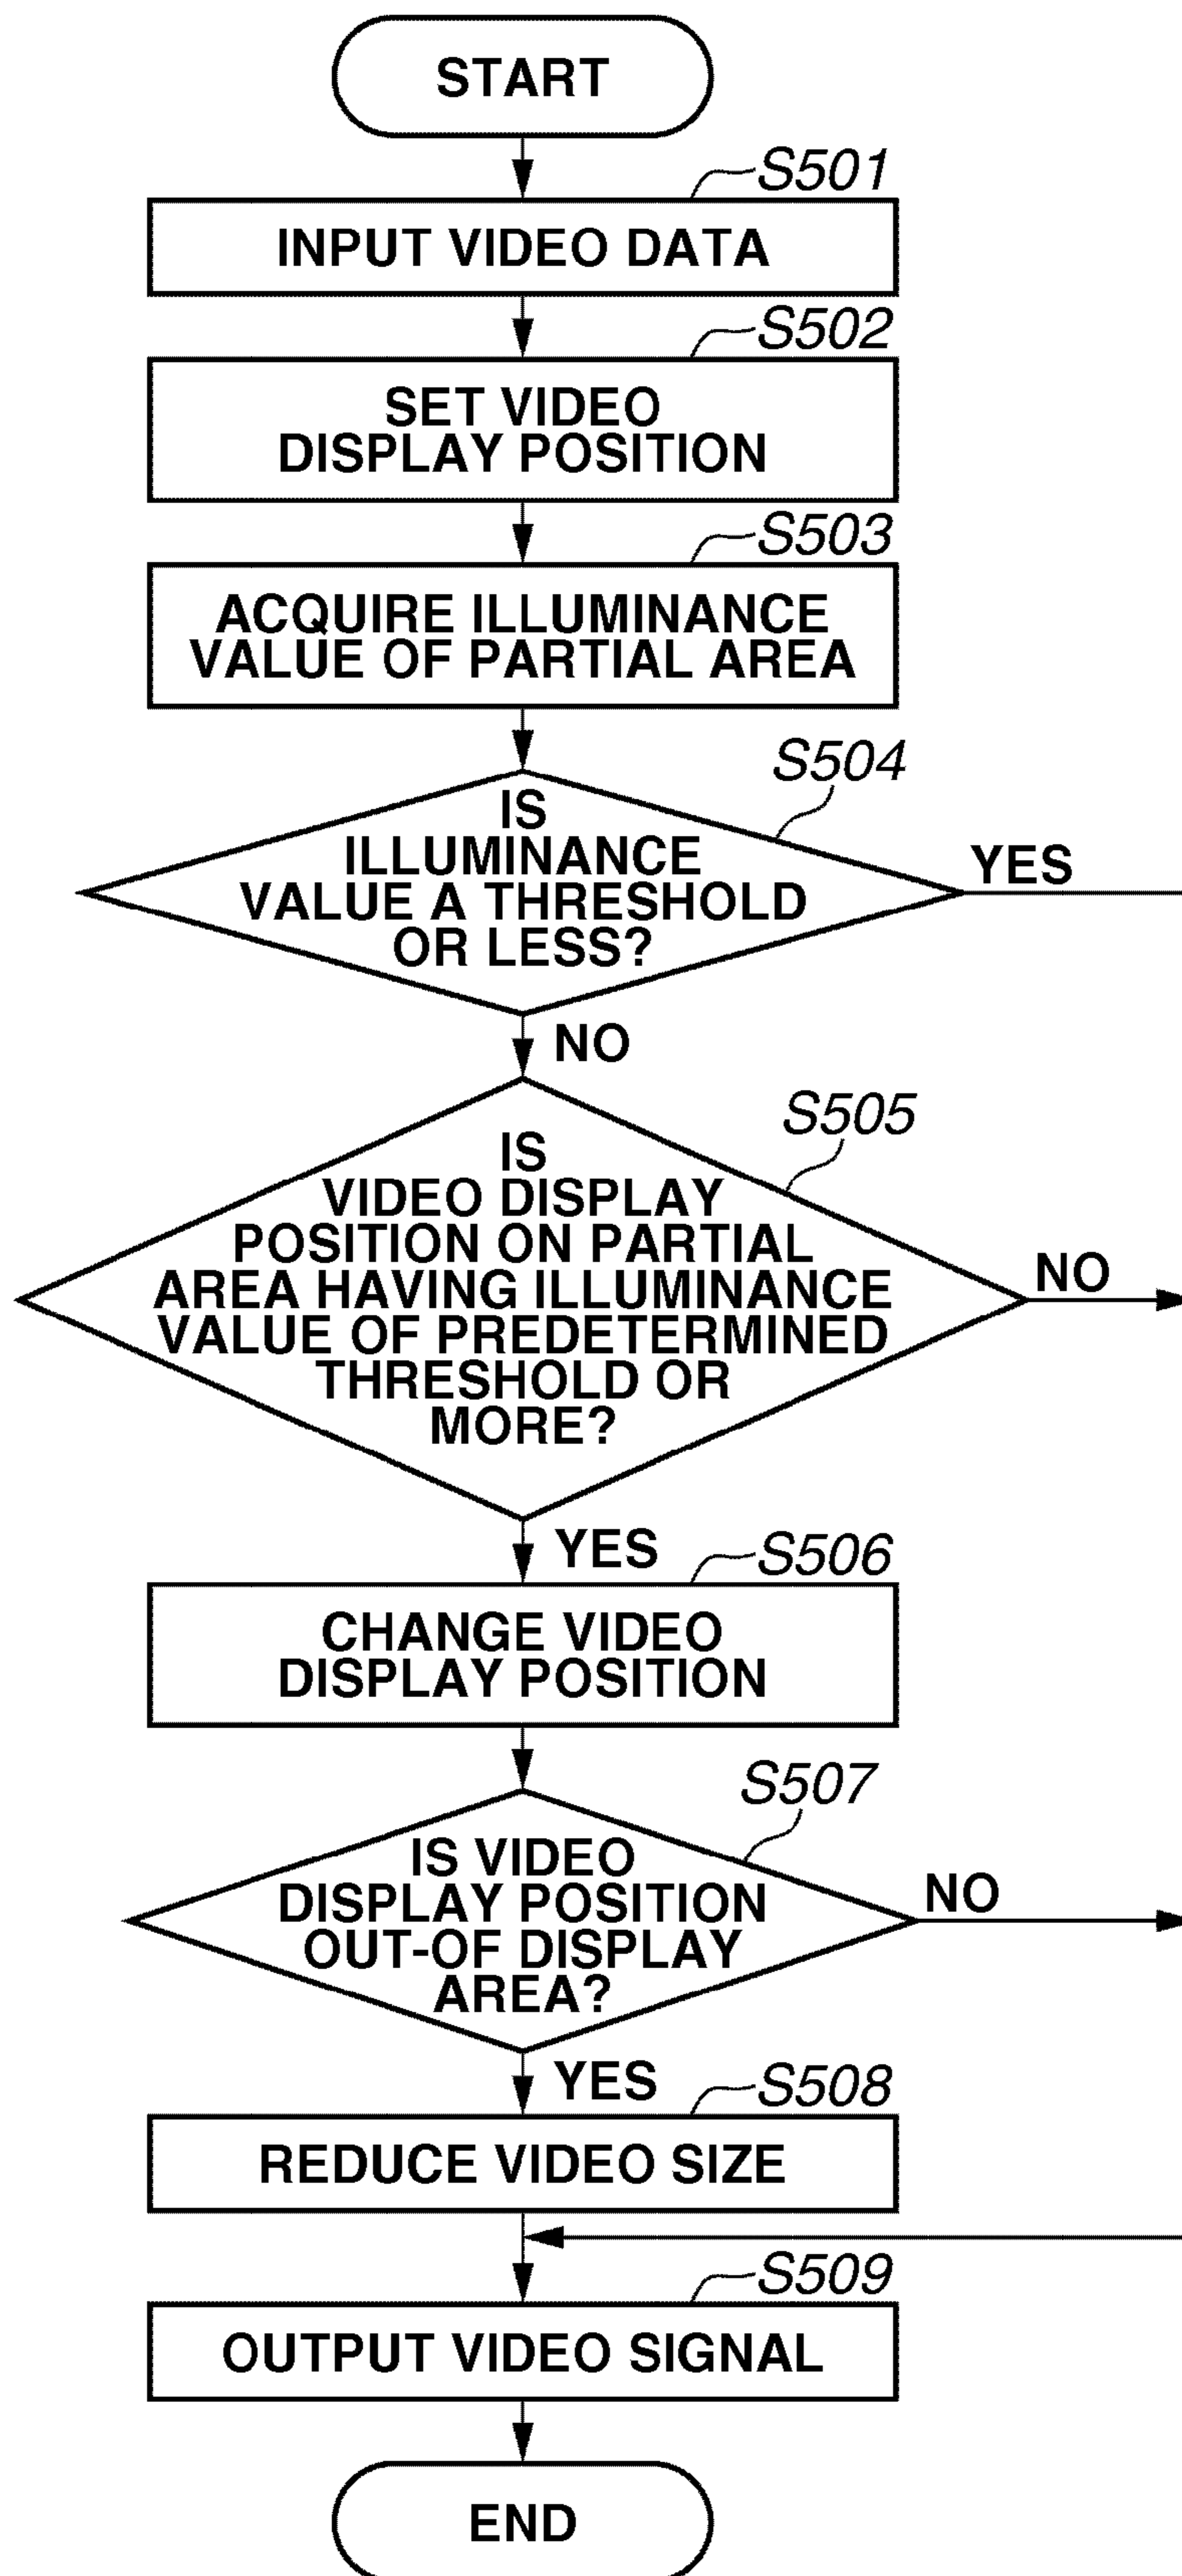 START
S501
INPUT VIDEO DATA
S502
SET VIDEO
DISPLAY POSITION
S503
ACQUIRE ILLUMINANCE
VALUE OF PARTIAL AREA
S504
IS
ILLUMINANCE
VALUE A THRESHOLD
OR LESS?
YES
NO
S505
IS
VIDEO DISPLAY
POSITION ON PARTIAL
AREA HAVING ILLUMINANCE
VALUE OF PREDETERMINED
THRESHOLD OR
MORE?
NO
YES
S506
CHANGE VIDEO
DISPLAY POSITION
S507
IS VIDEO
DISPLAY POSITION
OUT-OF DISPLAY
AREA?
NO
YES
S508
REDUCE VIDEO SIZE
S509
OUTPUT VIDEO SIGNAL
END